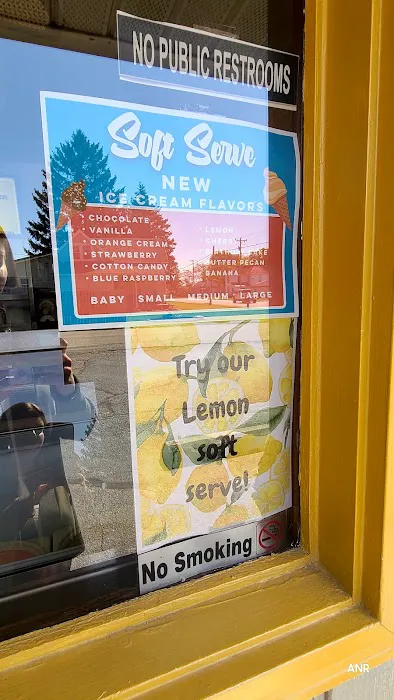 NO PUBLIC RESTROOMS
Soft Serve
NEW
ICE CREAM FLAVORS
• CHOCOLATE
• VANILLA
• ORANGE CREAM
• STRAWBERRY
• COTTON CANDY
• BLUE RASPBERRY
• LEMON
• CHERRY
• BUTTER PECAN
• BANANA
BABY SMALL MEDIUM LARGE
Try our
Lemon
soft
serve!
No Smoking
ANR